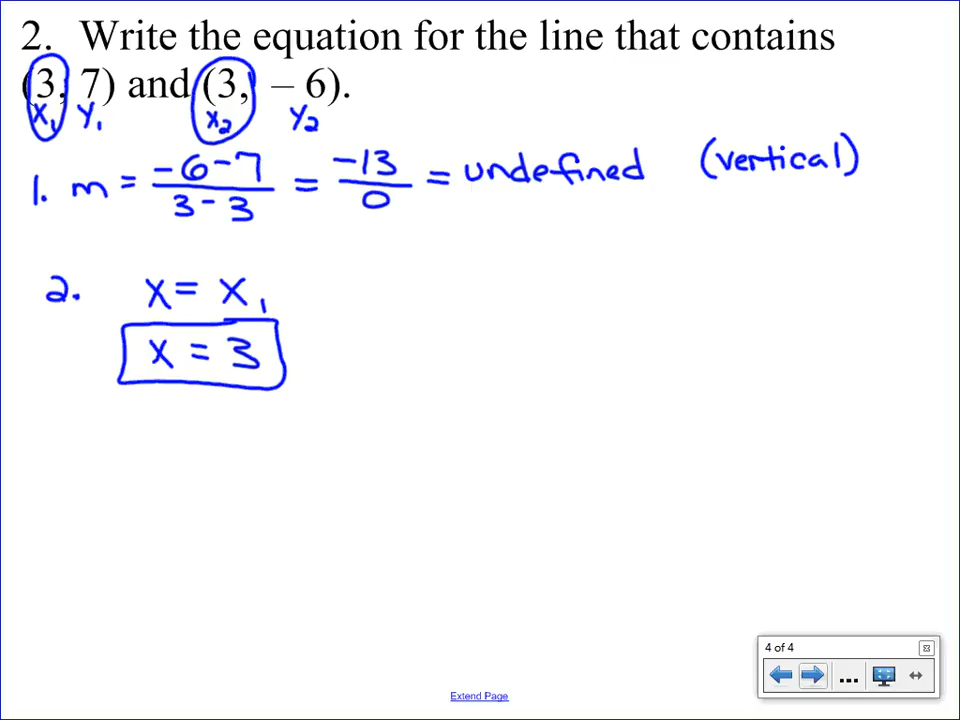 2. Write the equation for the line that contains
(3, 7) and (3, – 6).
x₁ y₁ x₂ y₂
1. m = -6-7/3-3 = -13/0 = undefined (vertical)
2. x = x₁
x = 3
4 of 4
...
Extend Page